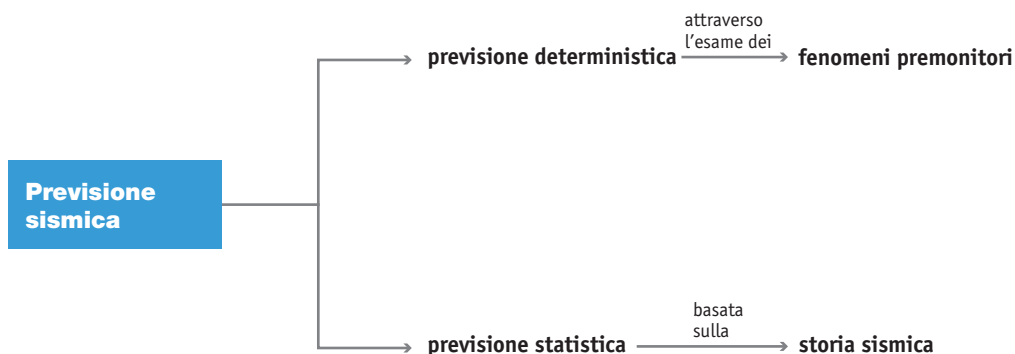 attraverso
l'esame dei
previsione deterministica
fenomeni premonitori
Previsione
sismica
basata
sulla
previsione statistica
storia sismica